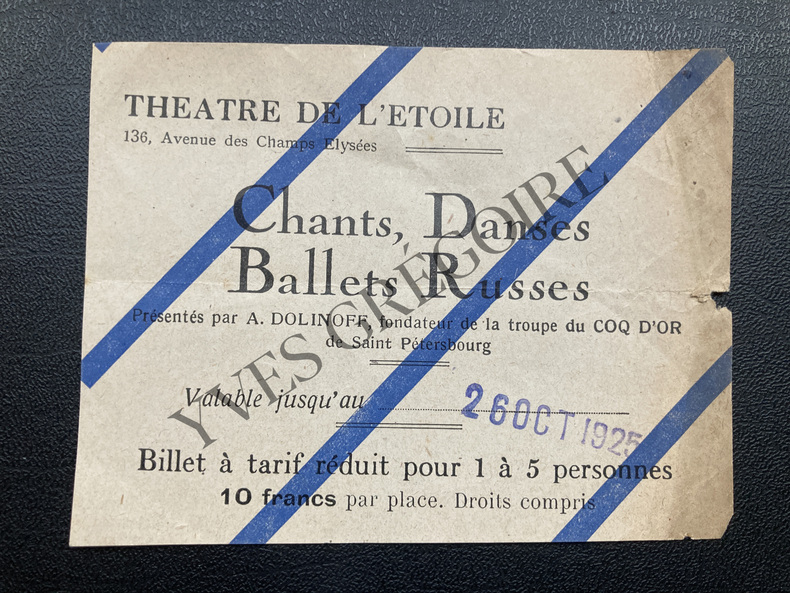 THEATRE DE L'ETOILE
136, Avenue des Champs Elysées
Chants, Danses
Ballets Russes
Présentés par A. DOLINOFF, fondateur de la troupe du COQ D'OR
de Saint Pétersbourg
Valable jusqu'au 26 OCT 1925
Billet à tarif réduit pour 1 à 5 personnes
10 francs par place. Droits compris
YVES GRÉGOIRE